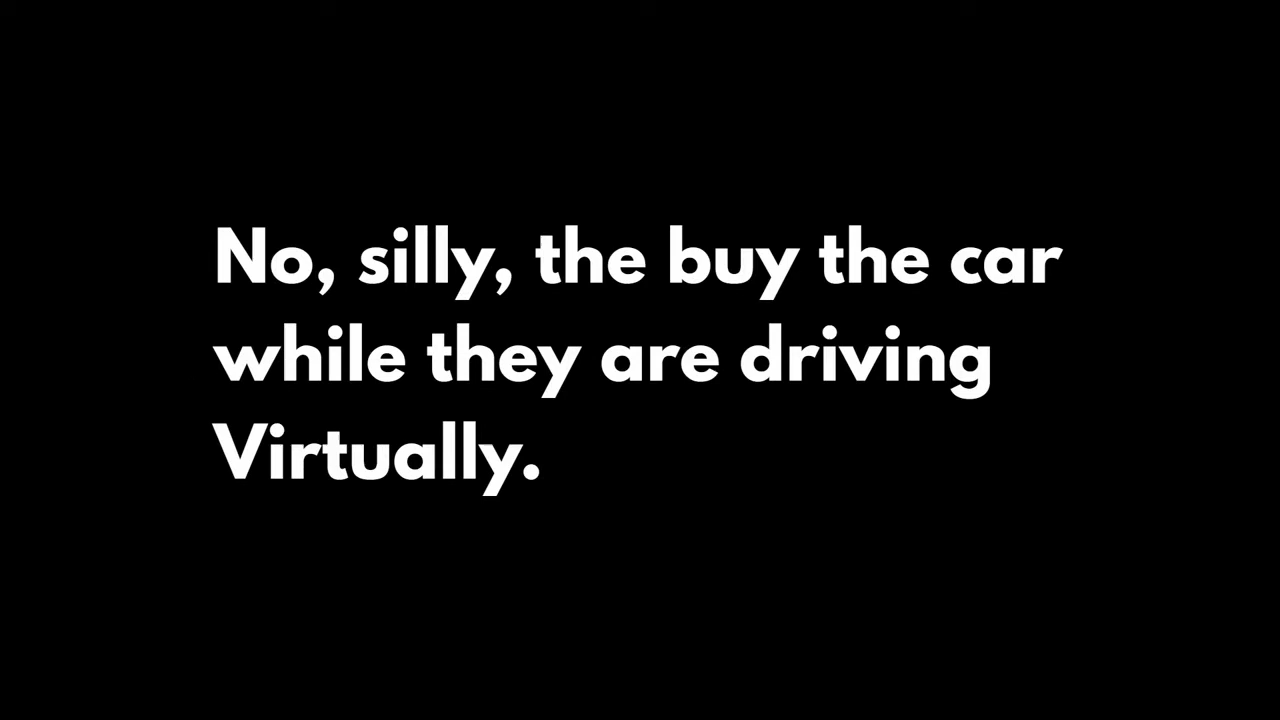 No, silly, the buy the car
while they are driving
Virtually.